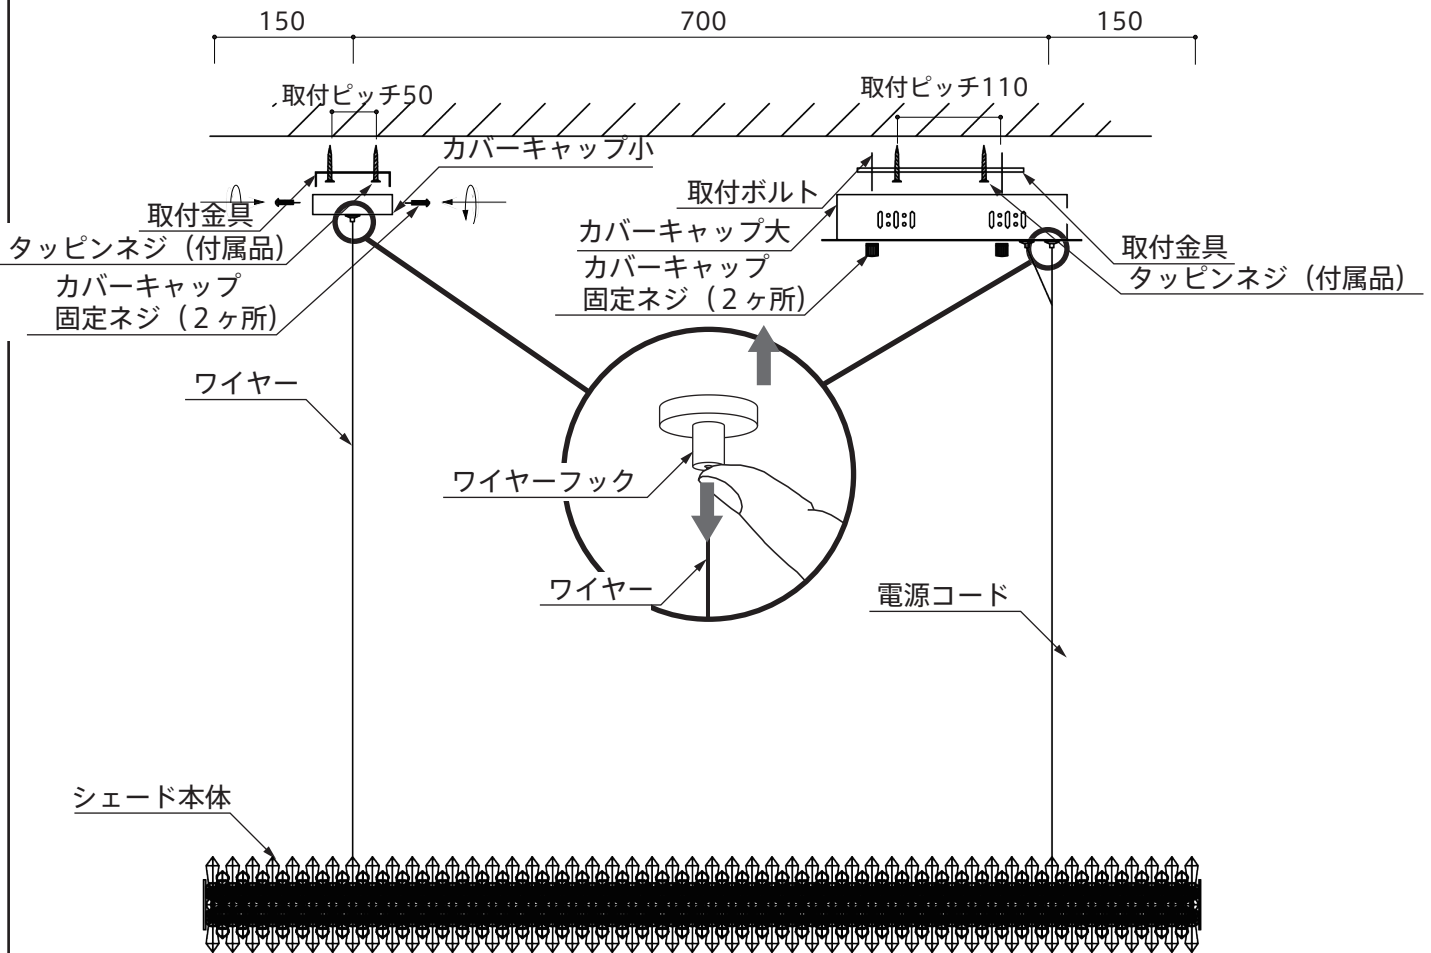 150
700
150
取付ピッチ50
取付ピッチ110
カバーキャップ小
取付ボルト
取付金具
カバーキャップ大
取付金具
タッピンネジ（付属品）
カバーキャップ
固定ネジ（２ヶ所）
カバーキャップ
固定ネジ（２ヶ所）
タッピンネジ（付属品）
ワイヤー
ワイヤーフック
ワイヤー
電源コード
シェード本体